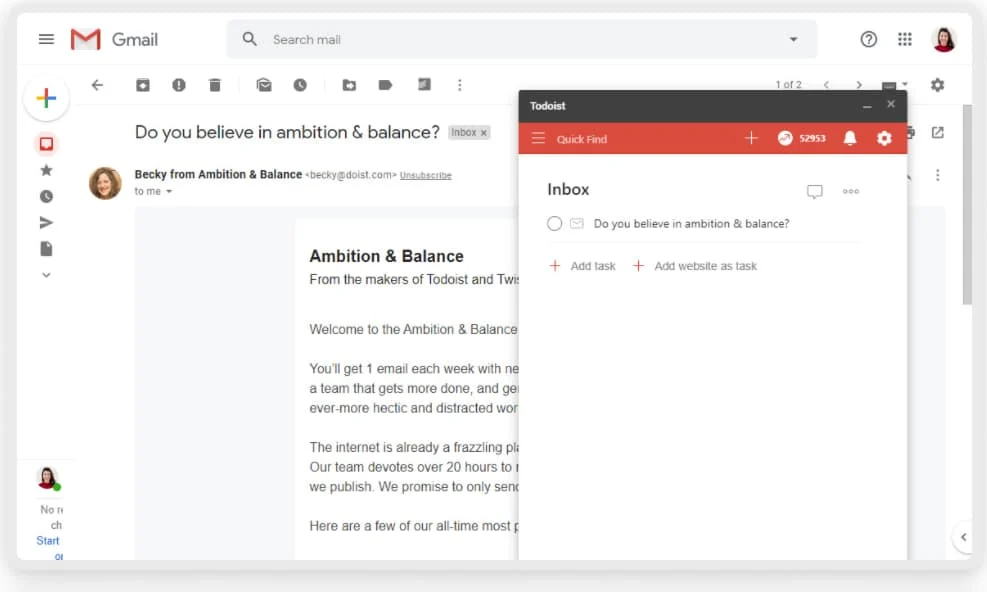 Gmail
Search mail
1 of 2
Do you believe in ambition & balance?
Inbox x
Becky from Ambition & Balance <becky@doist.com> Unsubscribe
to me
Ambition & Balance
From the makers of Todoist and Twis
Welcome to the Ambition & Balance
You'll get 1 email each week with ne
a team that gets more done, and ge
ever-more hectic and distracted wor
The internet is already a frazzling pl
Our team devotes over 20 hours to
we publish. We promise to only send
Here are a few of our all-time most p
No re
ch
Start
or
Todoist
Quick Find
52953
Inbox
Do you believe in ambition & balance?
+ Add task
+ Add website as task